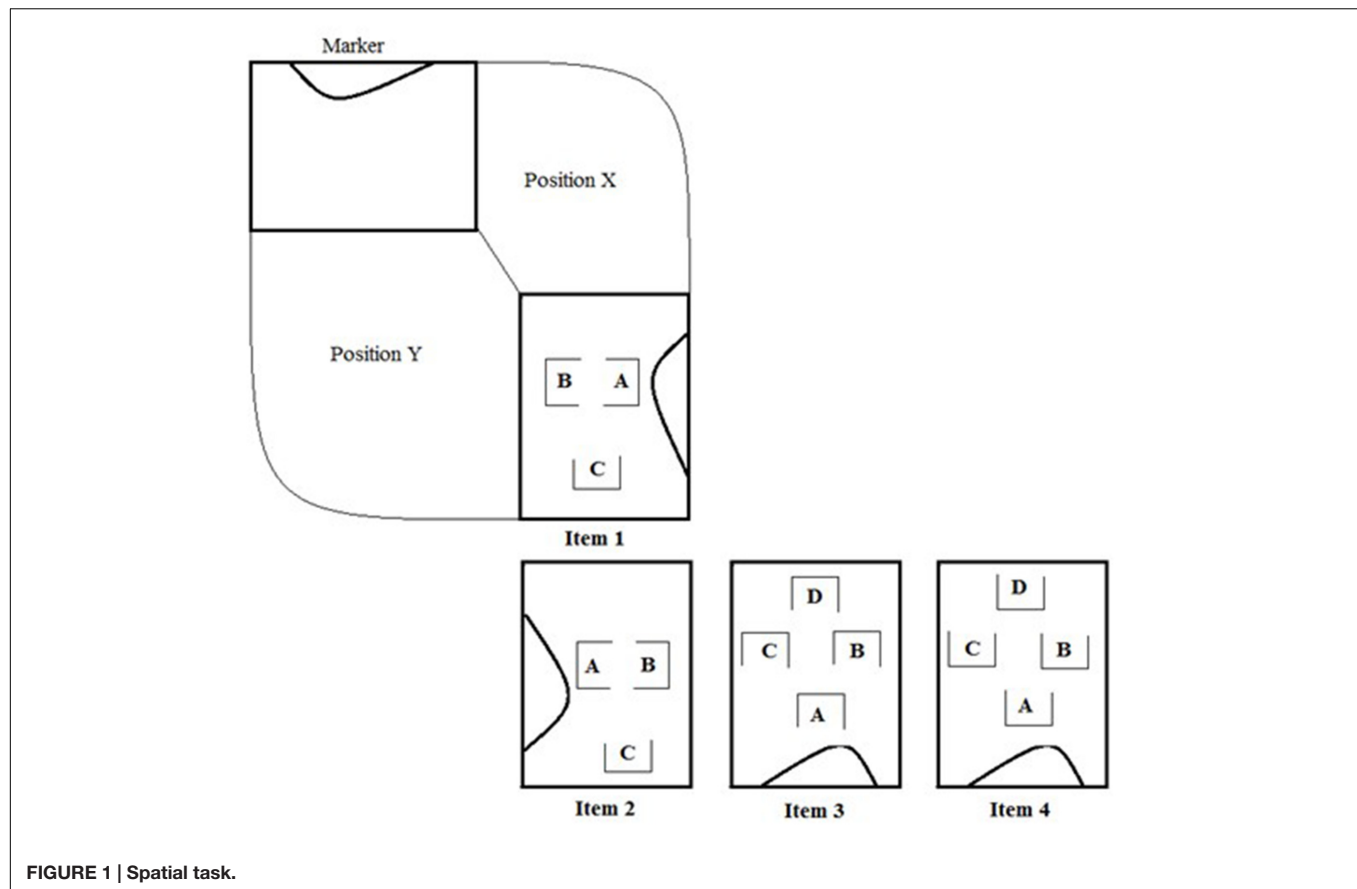 Marker
Position X
Position Y
B A
C
Item 1
A B
C
Item 2
D
C B
A
Item 3
D
C B
A
Item 4
FIGURE 1 | Spatial task.